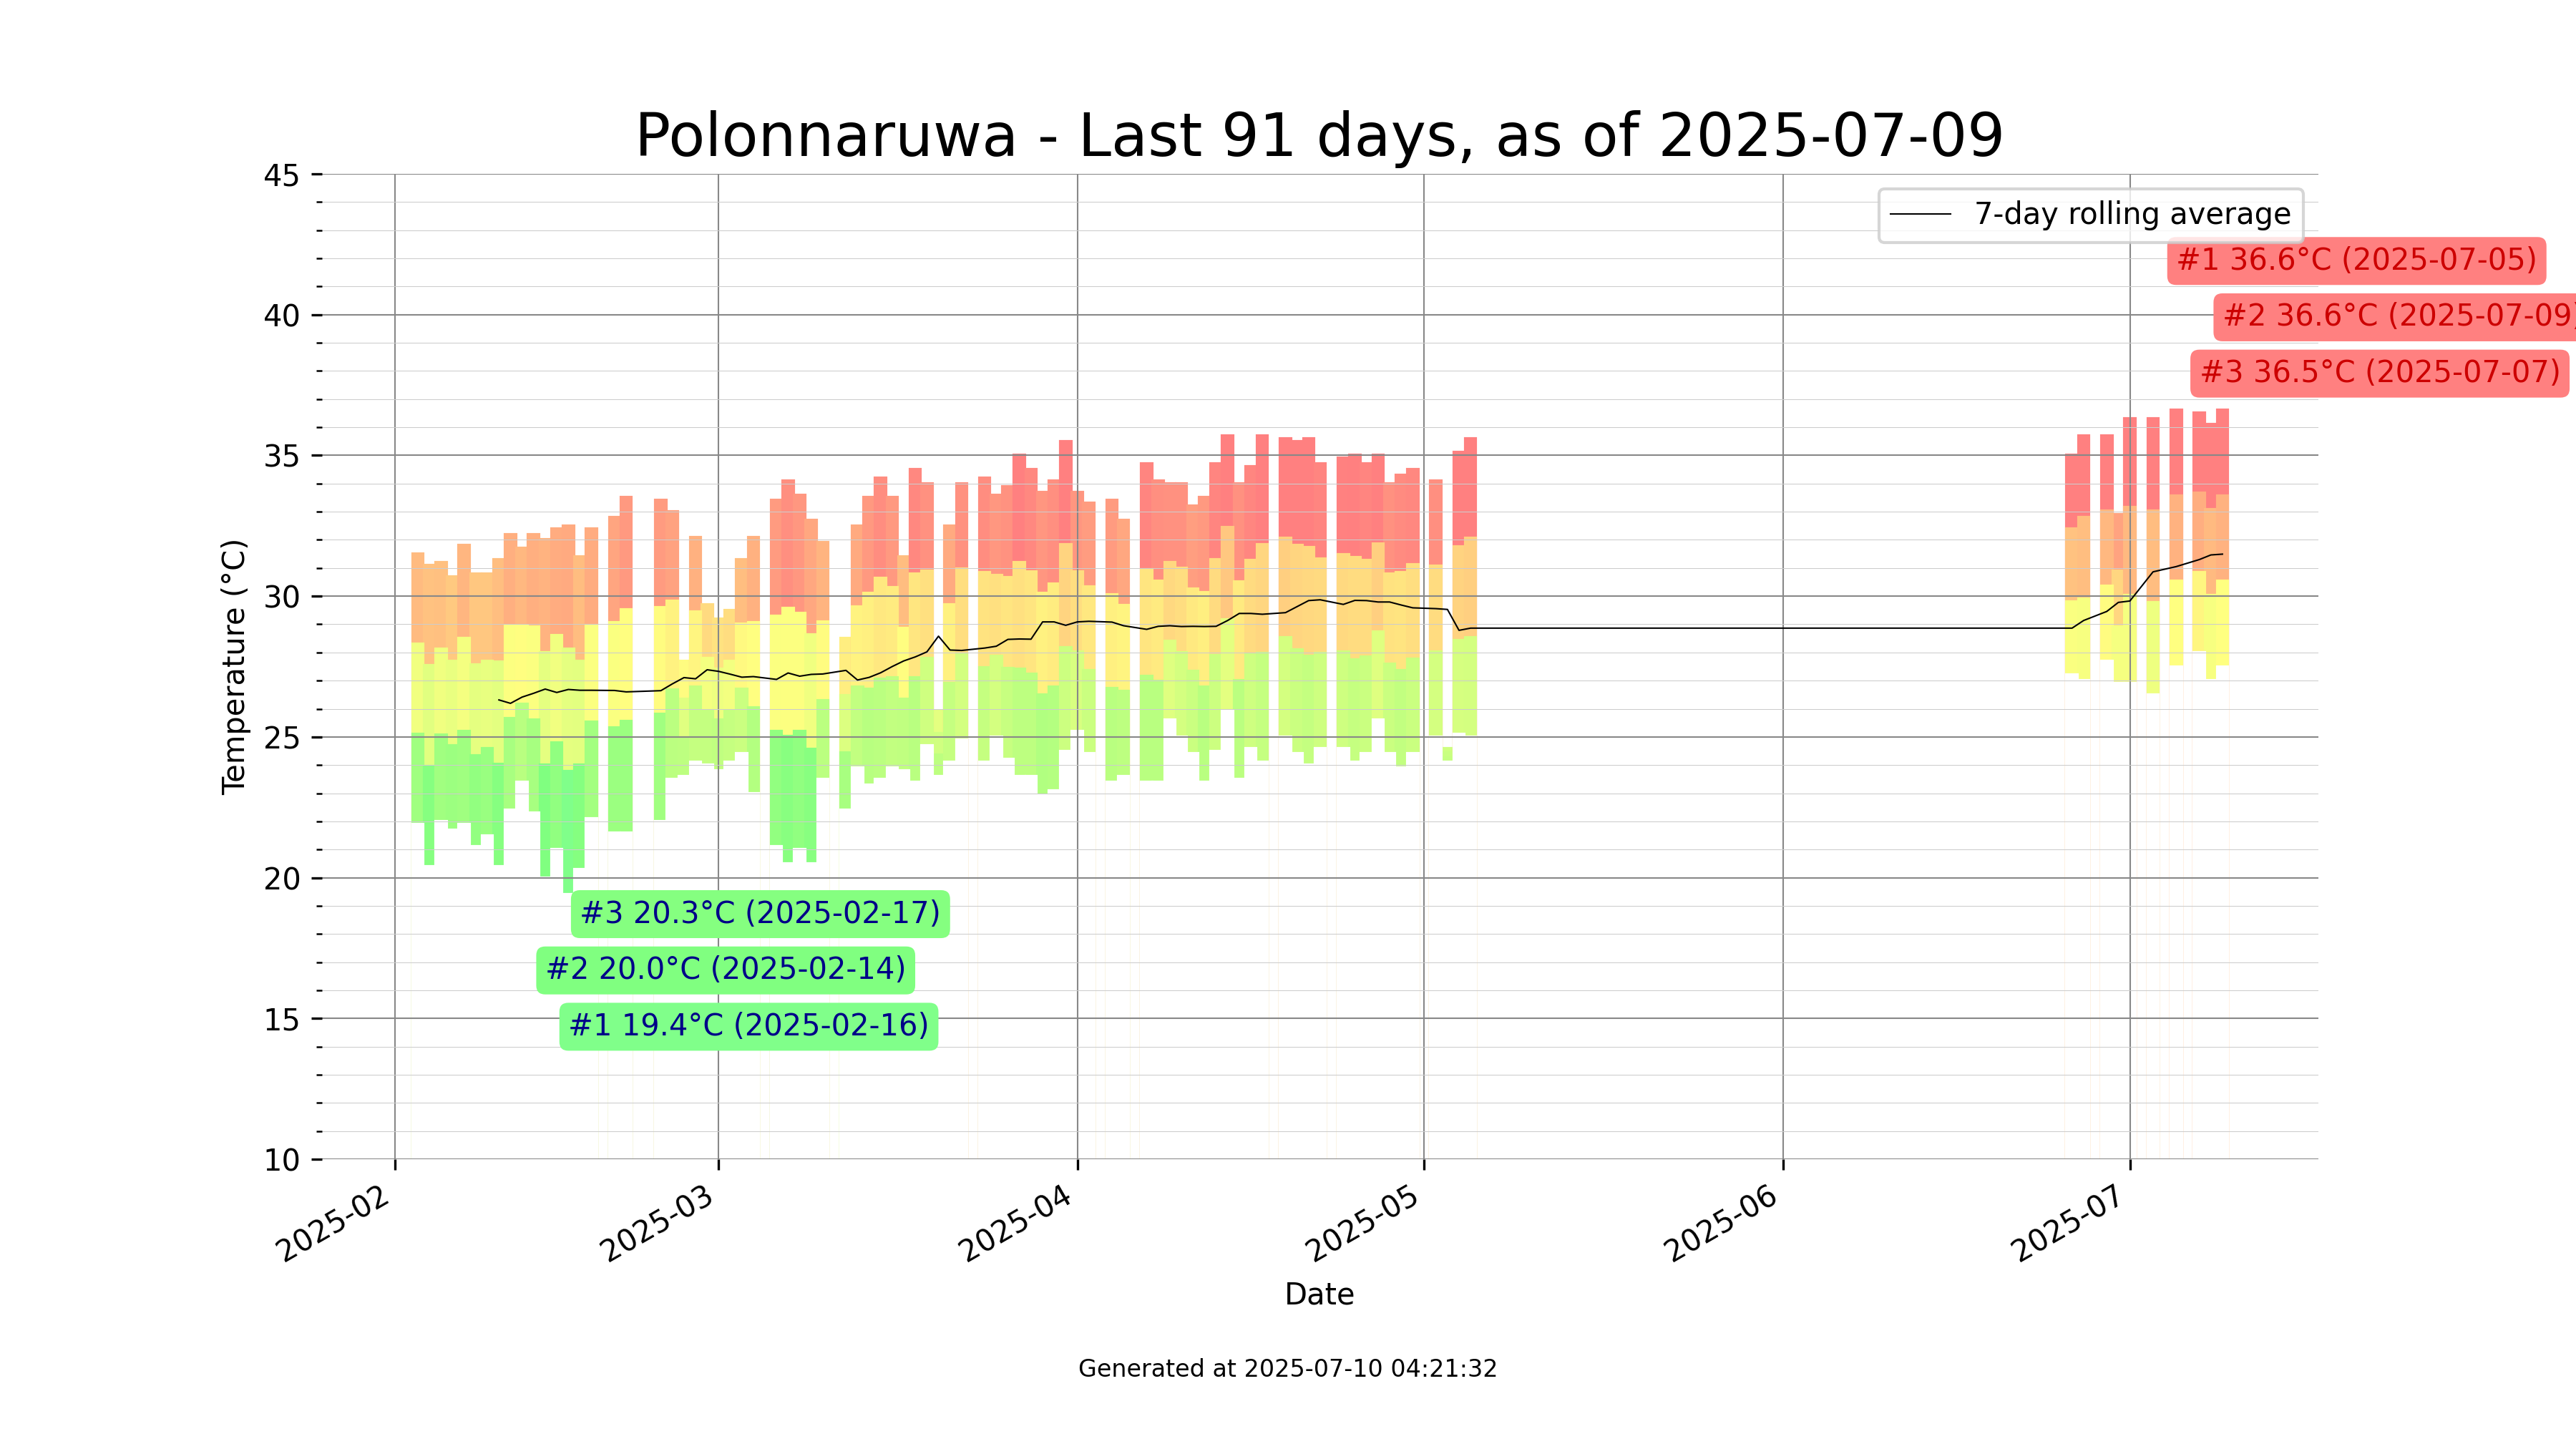 Polonnaruwa - Last 91 days, as of 2025-07-09
45
40
35
30
25
20
15
10
Temperature (°C)
7-day rolling average
#1 36.6°C (2025-07-05)
#2 36.6°C (2025-07-09)
#3 36.5°C (2025-07-07)
#3 20.3°C (2025-02-17)
#2 20.0°C (2025-02-14)
#1 19.4°C (2025-02-16)
2025-02
2025-03
2025-04
2025-05
2025-06
2025-07
Date
Generated at 2025-07-10 04:21:32